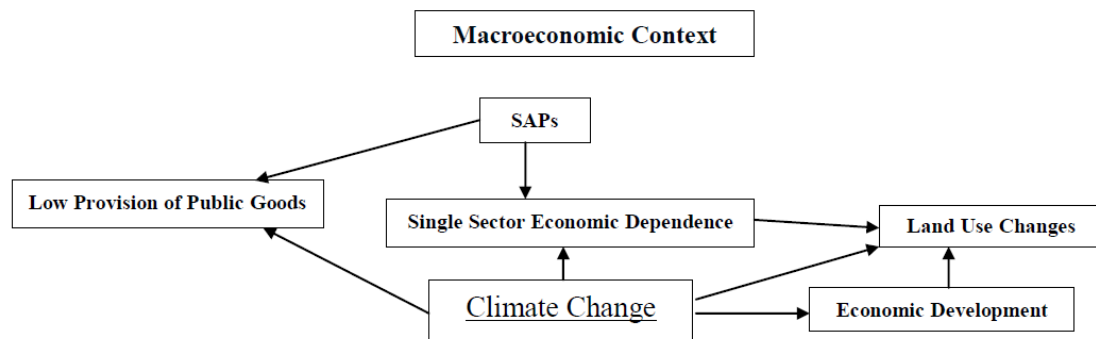 Macroeconomic Context
SAPs
Low Provision of Public Goods
Single Sector Economic Dependence
Land Use Changes
Climate Change
Economic Development